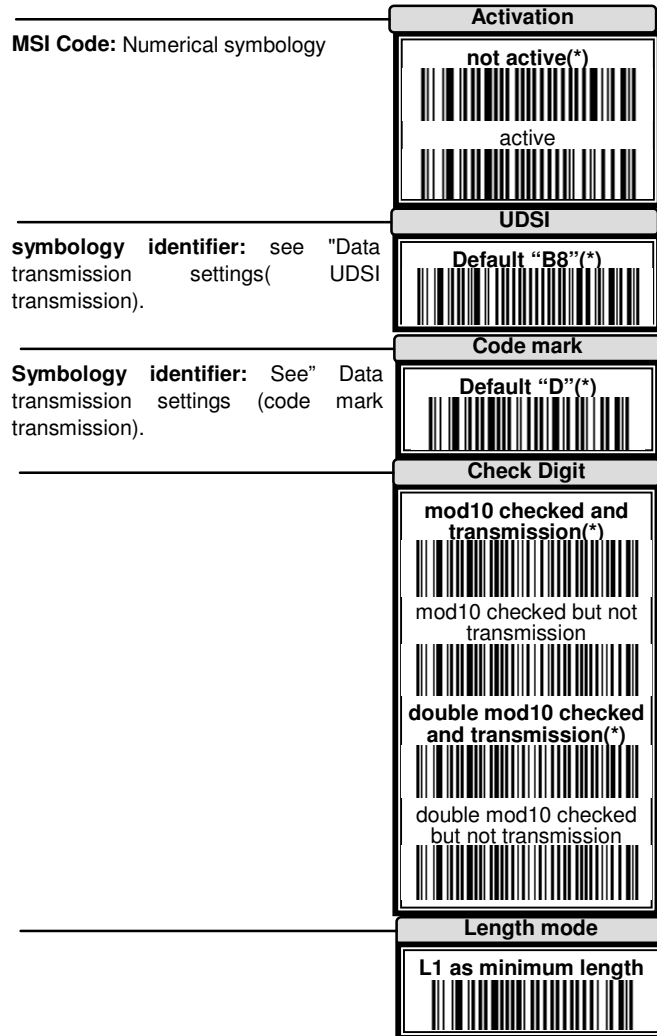 Activation
MSI Code: Numerical symbology
not active(*)
active
UDSI
symbology identifier: see "Data
transmission settings( UDSI
transmission).
Default “B8”(*)
Code mark
Symbology identifier: See” Data
transmission settings (code mark
transmission).
Default “D”(*)
Check Digit
mod10 checked and
transmission(*)
mod10 checked but not
transmission
double mod10 checked
and transmission(*)
double mod10 checked
but not transmission
Length mode
L1 as minimum length